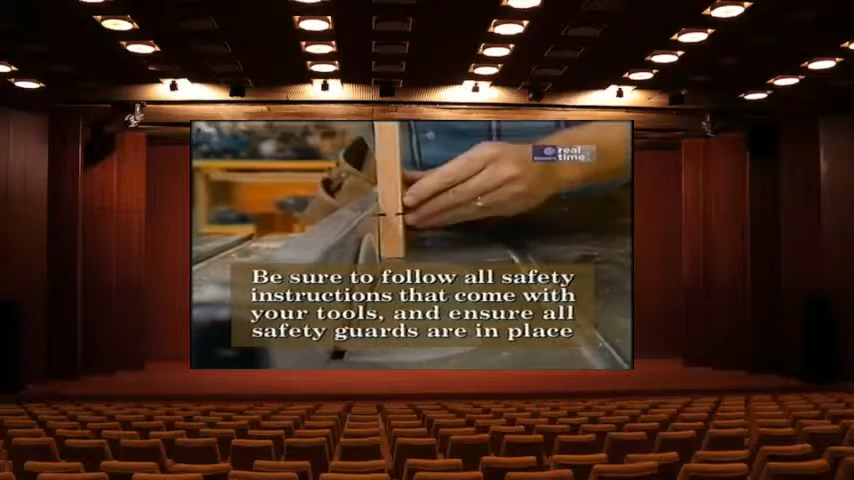 real
time
Be sure to follow all safety
instructions that come with
your tools, and ensure all
safety guards are in place